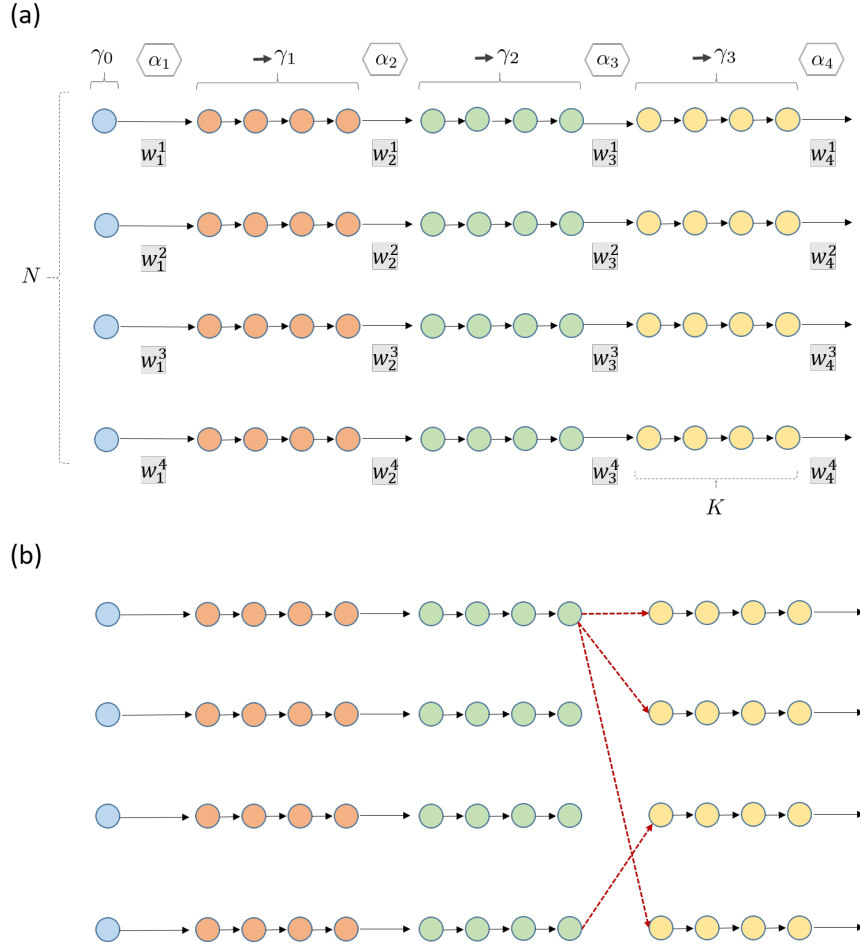 (a)
γ₀ α₁ →γ₁ α₂ →γ₂ α₃ →γ₃ α₄
w₁¹ w₂¹ w₃¹ w₄¹
w₁² w₂² w₃² w₄²
N
w₁³ w₂³ w₃³ w₄³
w₁⁴ w₂⁴ w₃⁴ w₄⁴
K
(b)